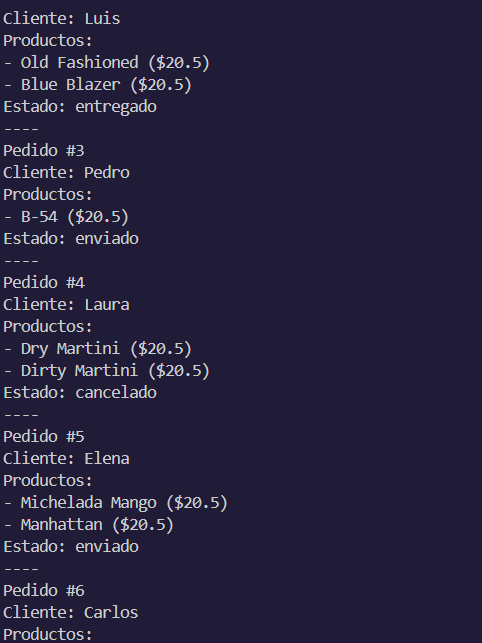 Cliente: Luis
Productos:
- Old Fashioned ($20.5)
- Blue Blazer ($20.5)
Estado: entregado
----
Pedido #3
Cliente: Pedro
Productos:
- B-54 ($20.5)
Estado: enviado
----
Pedido #4
Cliente: Laura
Productos:
- Dry Martini ($20.5)
- Dirty Martini ($20.5)
Estado: cancelado
----
Pedido #5
Cliente: Elena
Productos:
- Michelada Mango ($20.5)
- Manhattan ($20.5)
Estado: enviado
----
Pedido #6
Cliente: Carlos
Productos: